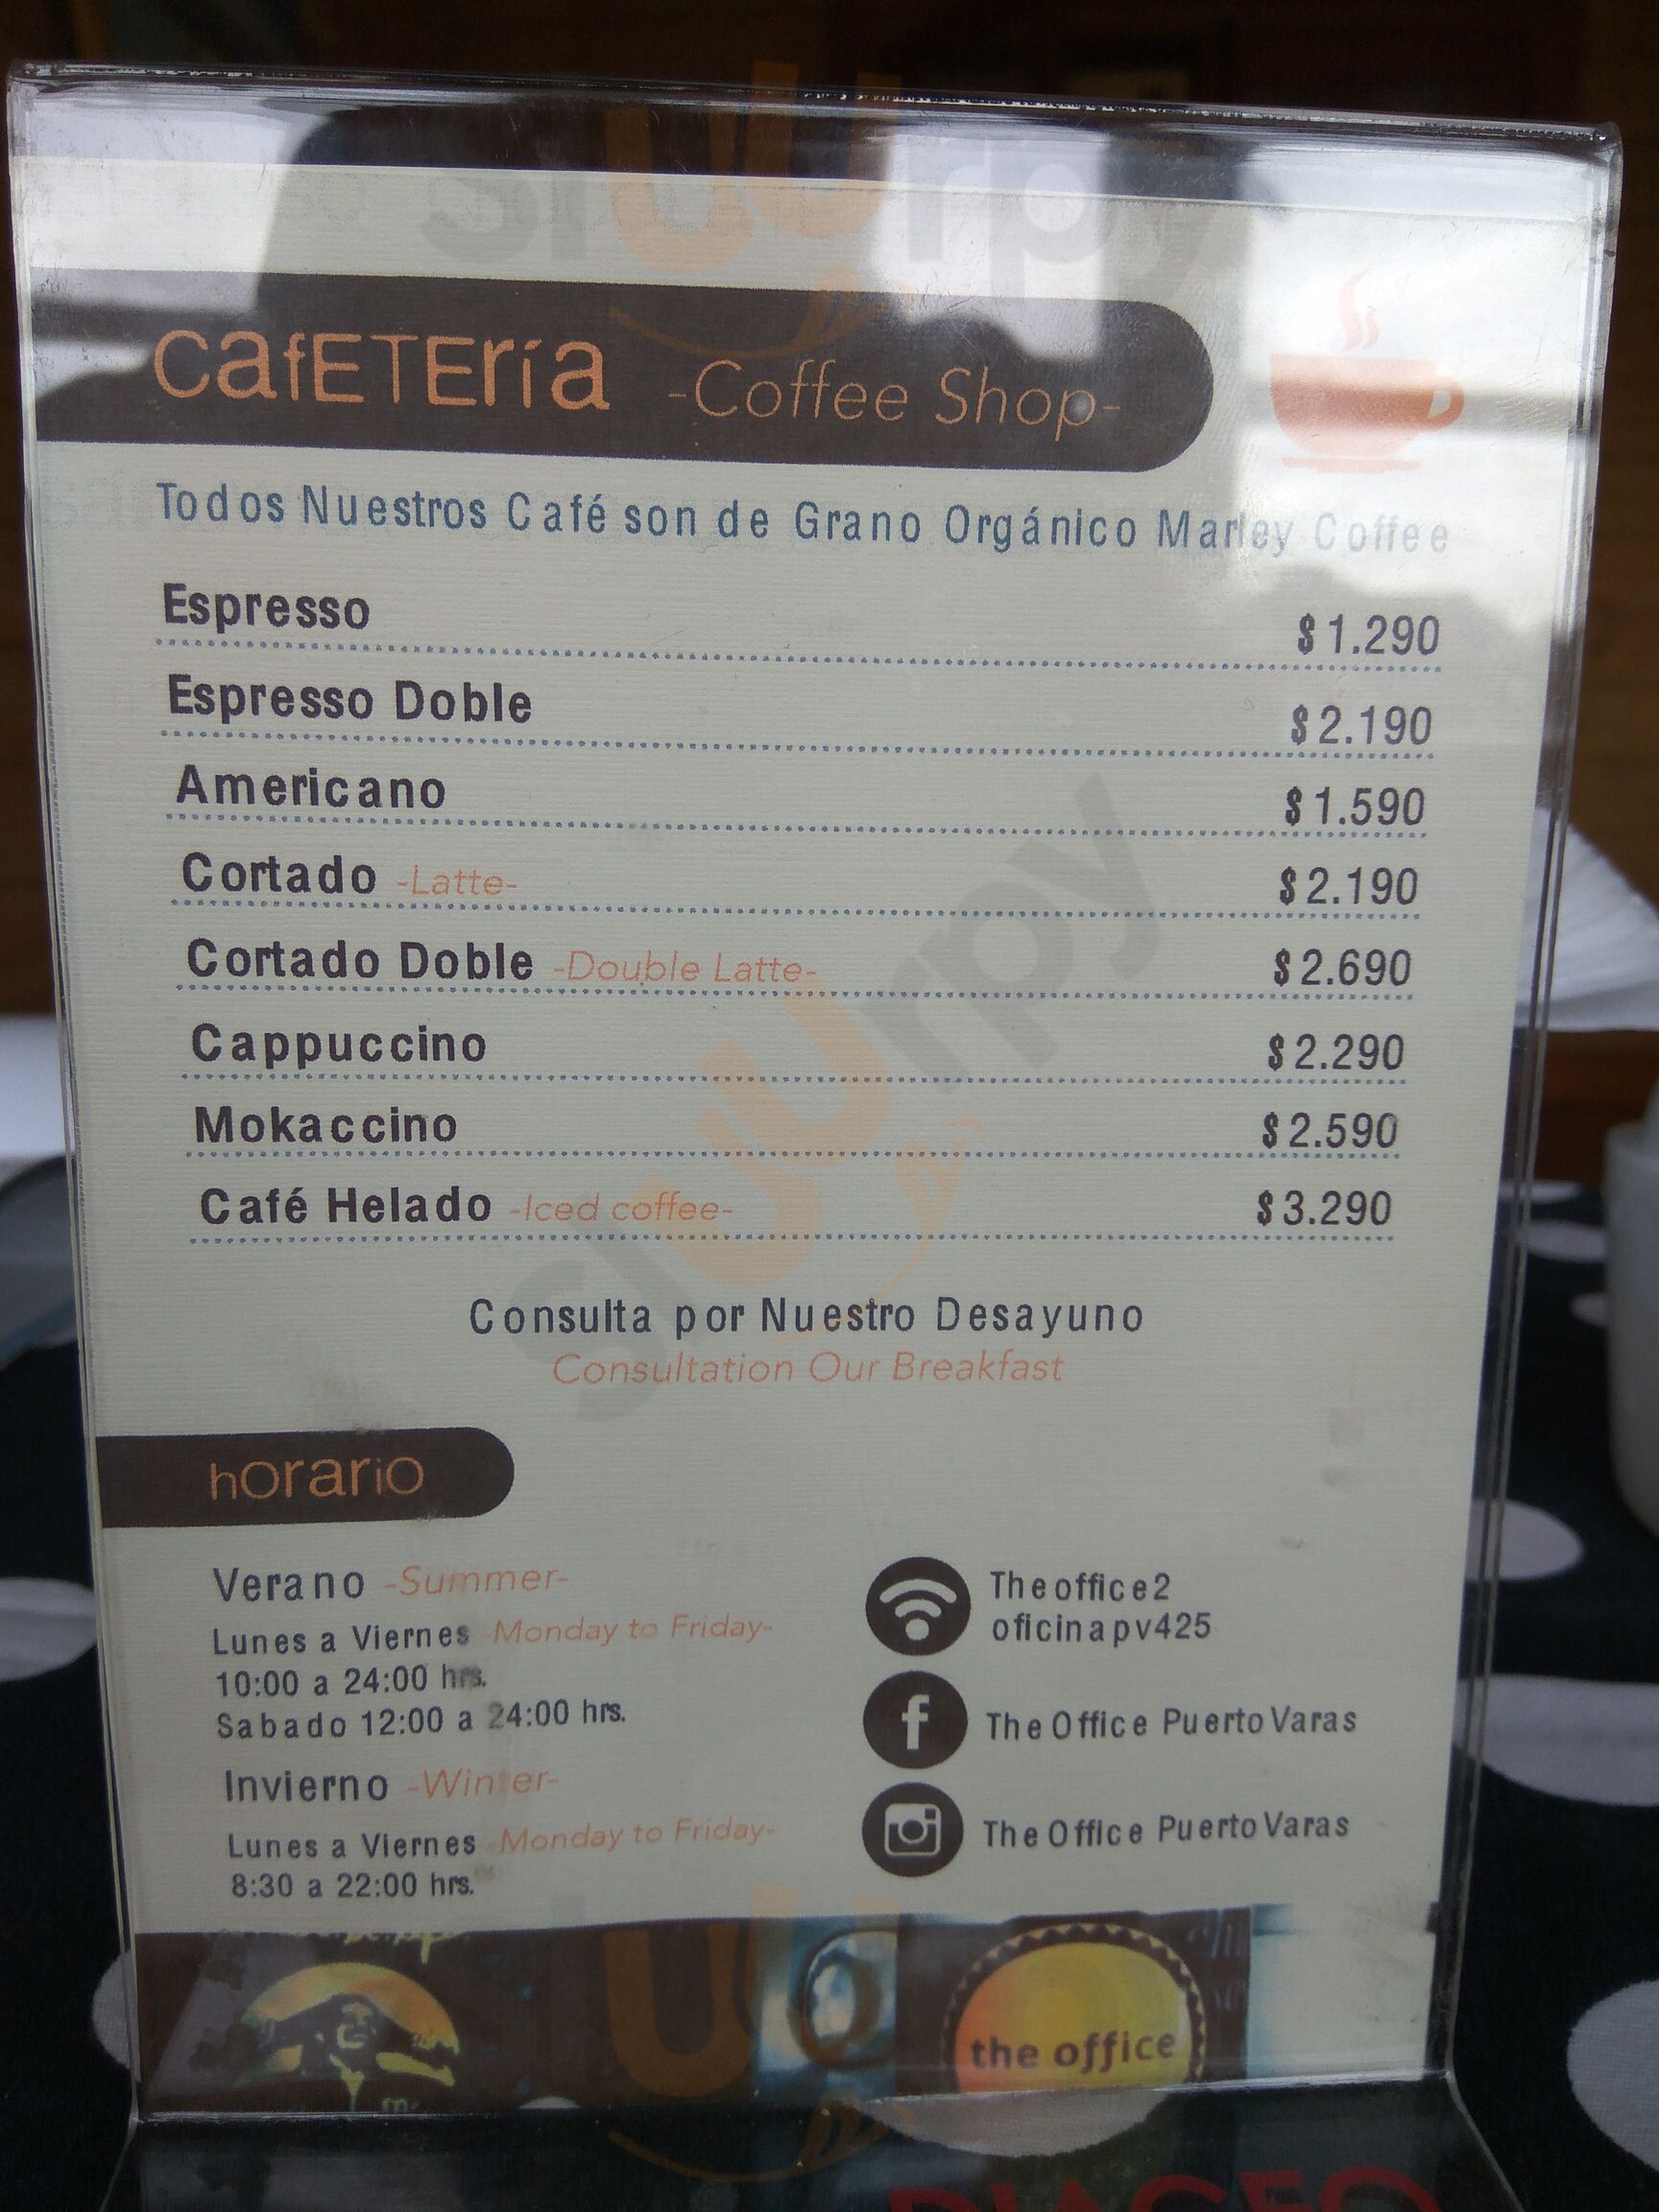 sluurpy
CafETEría -Coffee Shop-
Todos Nuestros Café son de Grano Orgánico Marley Coffee
Espresso $1.290
Espresso Doble $2.190
Americano $1.590
Cortado -Latte- $2.190
Cortado Doble -Double Latte- $2.690
Cappuccino $2.290
Mokaccino $2.590
Café Helado -Iced coffee- $3.290
sluurpy
Consulta por Nuestro Desayuno
Consultation Our Breakfast
hOrariO
Verano -Summer-
Lunes a Viernes -Monday to Friday-
10:00 a 24:00 hrs.
Sabado 12:00 a 24:00 hrs.
Invierno -Winter-
Lunes a Viernes -Monday to Friday-
8:30 a 22:00 hrs.
Theoffice2
oficinapv425
The Office Puerto Varas
The Office Puerto Varas
the office